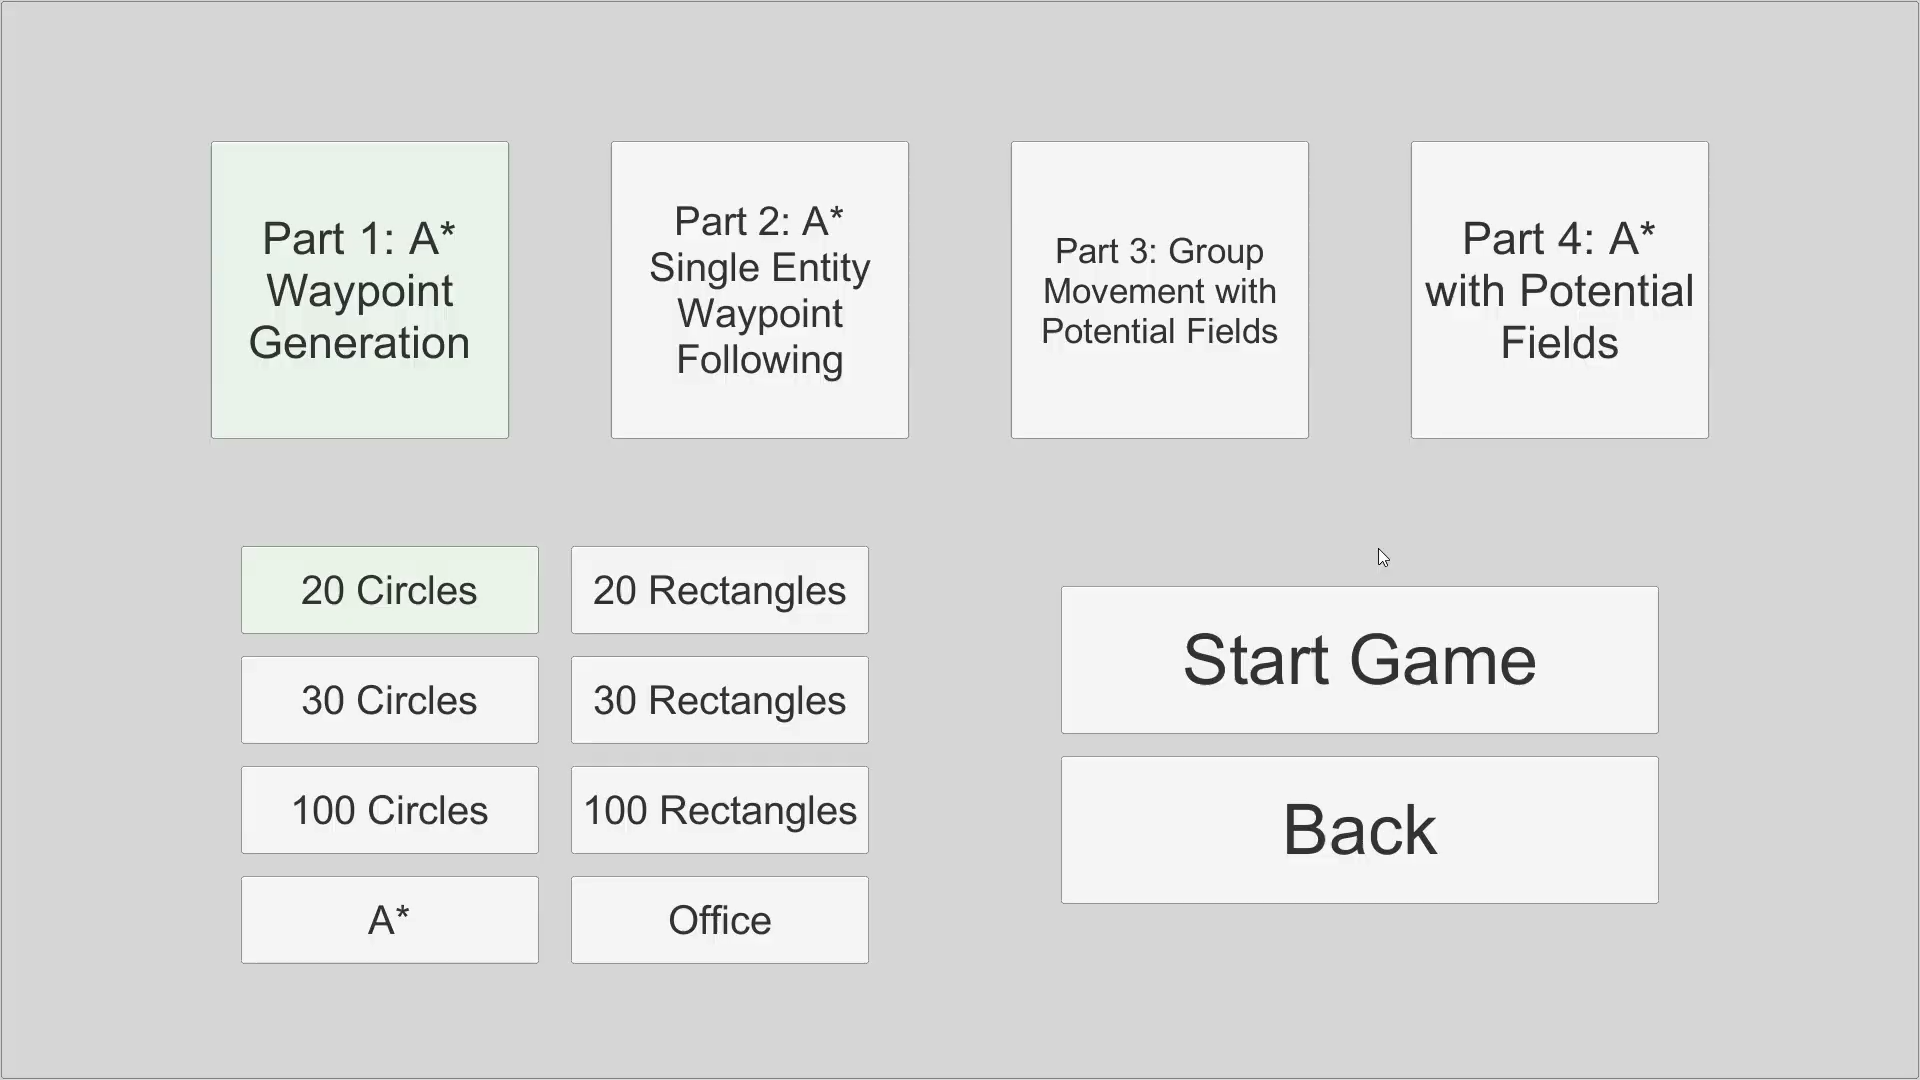 Part 1: A*
Waypoint
Generation
Part 2: A*
Single Entity
Waypoint
Following
Part 3: Group
Movement with
Potential Fields
Part 4: A*
with Potential
Fields
20 Circles
20 Rectangles
30 Circles
30 Rectangles
100 Circles
100 Rectangles
A*
Office
Start Game
Back